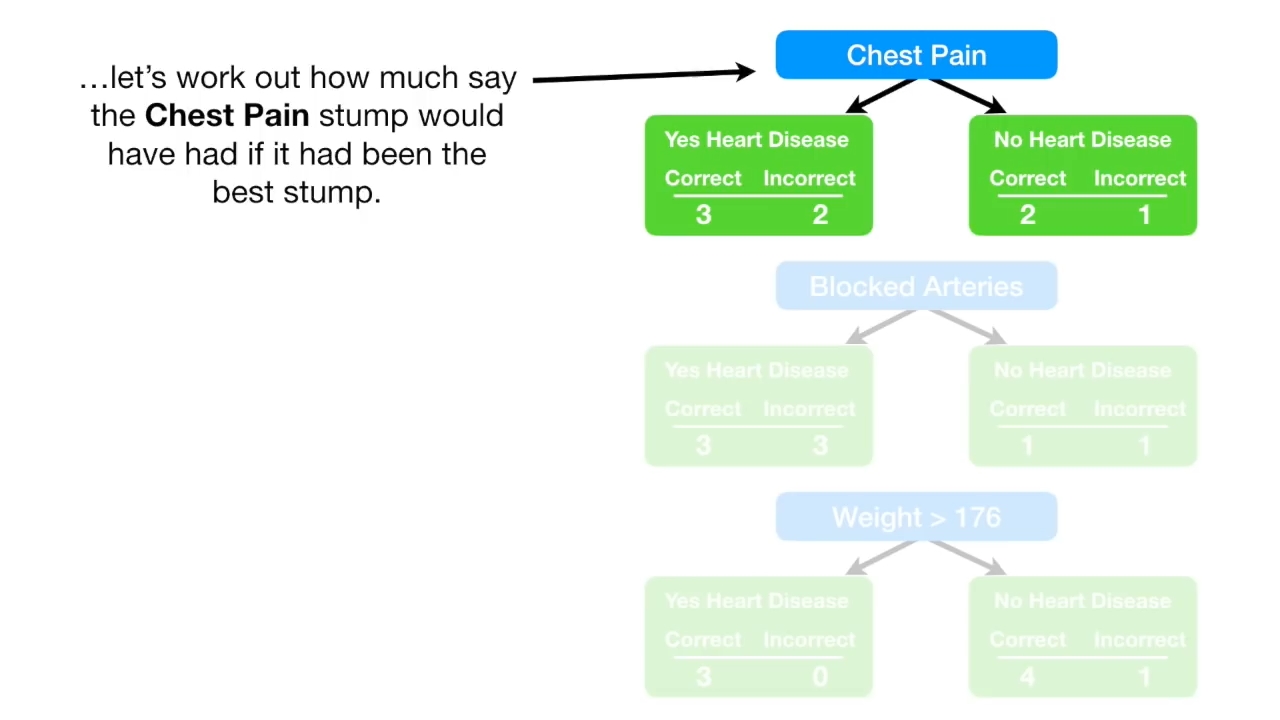 …let's work out how much say
the Chest Pain stump would
have had if it had been the
best stump.
Chest Pain
Yes Heart Disease
Correct Incorrect
3 2
No Heart Disease
Correct Incorrect
2 1
Blocked Arteries
Yes Heart Disease
Correct Incorrect
3 3
No Heart Disease
Correct Incorrect
1 1
Weight > 176
Yes Heart Disease
Correct Incorrect
3 0
No Heart Disease
Correct Incorrect
4 1